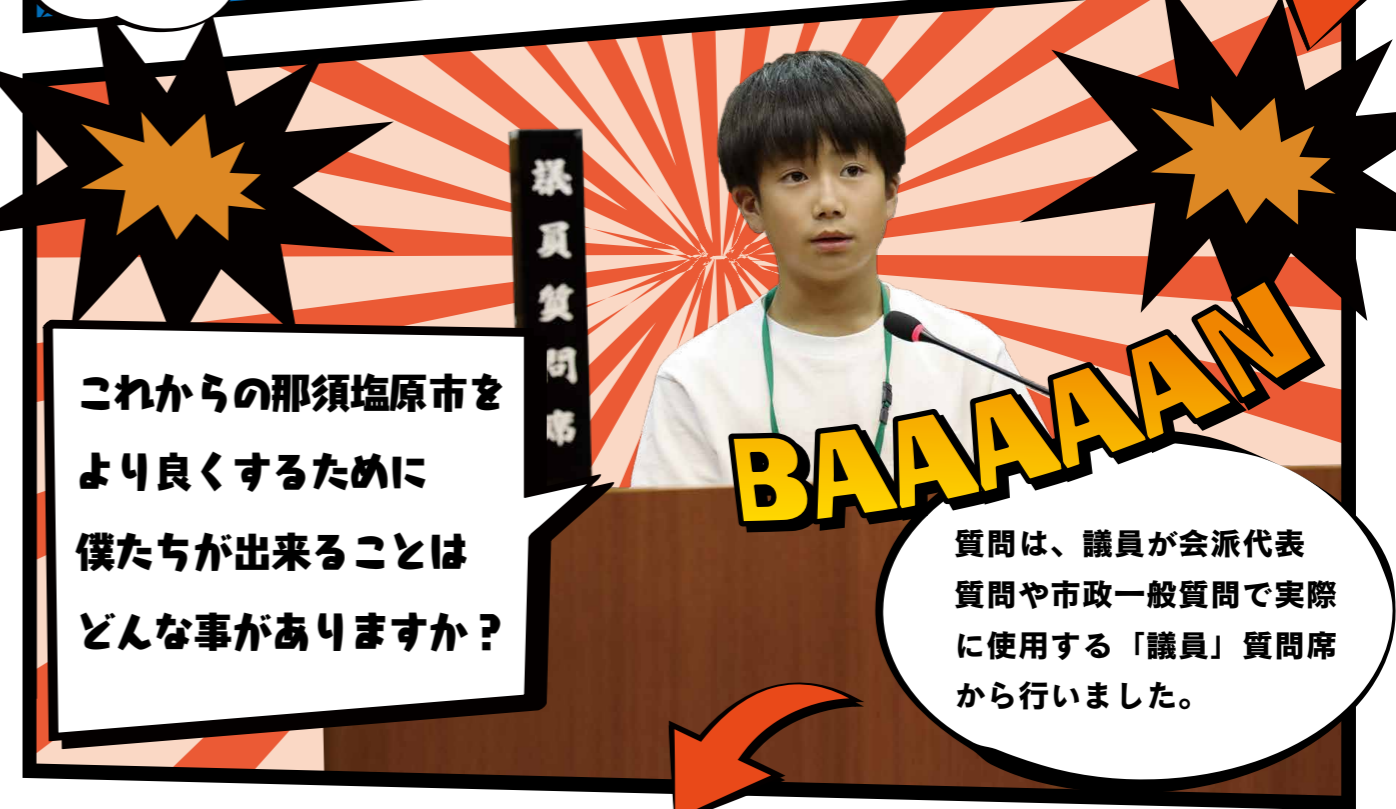 議員質問席
これからの那須塩原市を
より良くするために
僕たちが出来ることは
どんな事がありますか？
BAAAAAN
質問は、議員が会派代表
質問や市政一般質問で実際
に使用する「議員」質問席
から行いました。